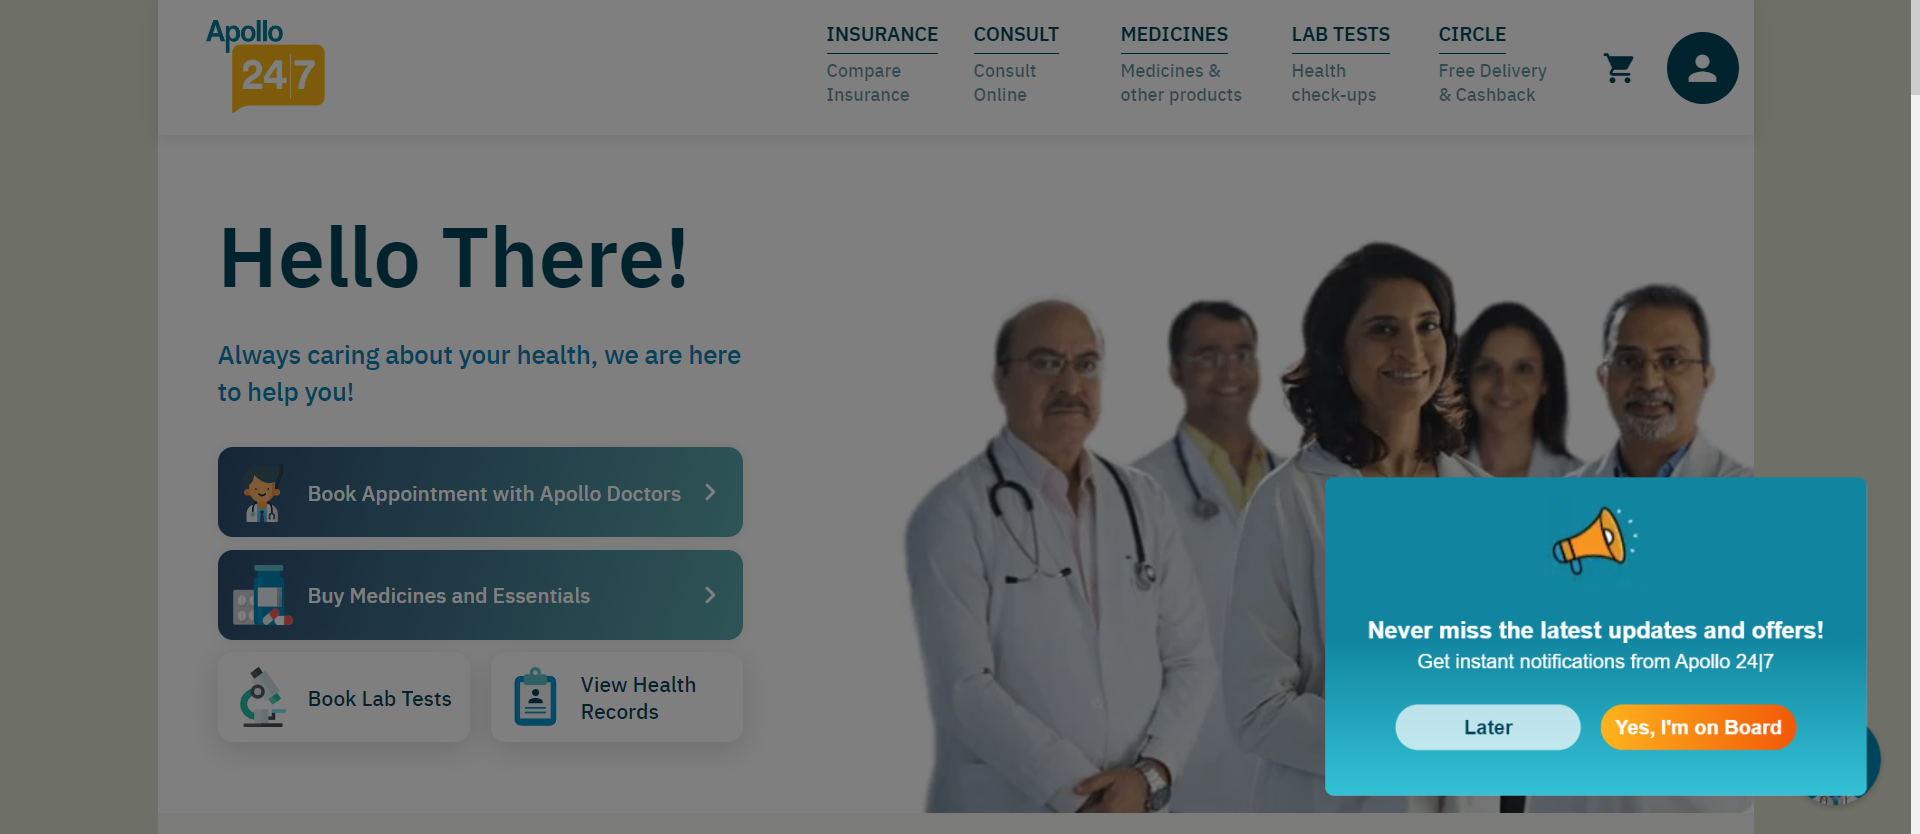 Apollo
24|7
INSURANCE
Compare
Insurance
CONSULT
Consult
Online
MEDICINES
Medicines &
other products
LAB TESTS
Health
check-ups
CIRCLE
Free Delivery
& Cashback
Hello There!
Always caring about your health, we are here
to help you!
Book Appointment with Apollo Doctors
Buy Medicines and Essentials
Book Lab Tests
View Health
Records
Never miss the latest updates and offers!
Get instant notifications from Apollo 24|7
Later
Yes, I'm on Board